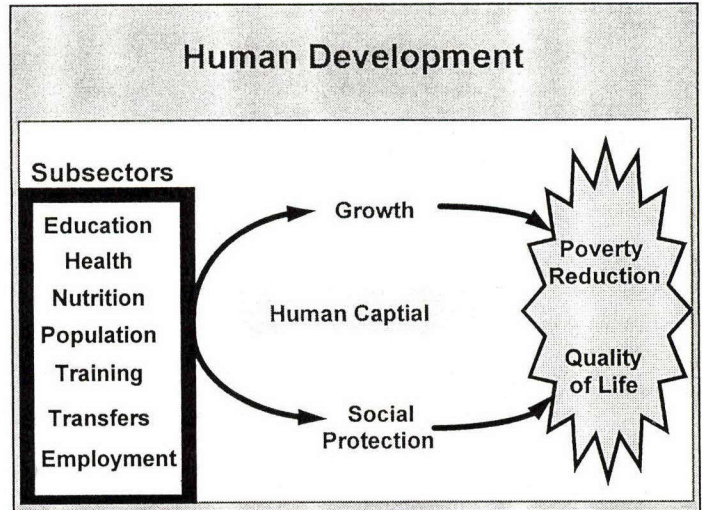 Human Development
Subsectors
Education
Health
Nutrition
Population
Training
Transfers
Employment
Growth
Human Captial
Social
Protection
Poverty
Reduction
Quality
of Life